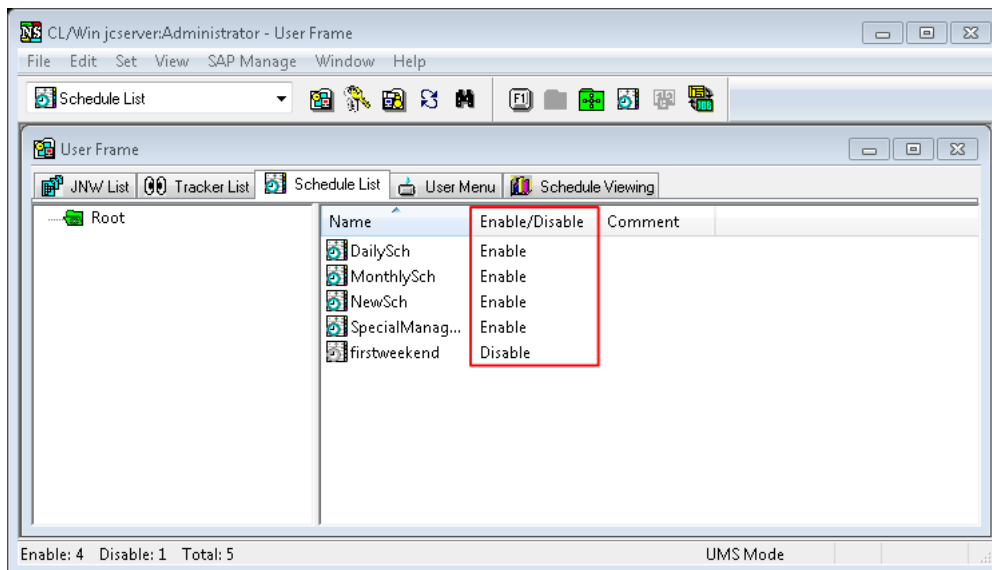 CL/Win jcserver:Administrator - User Frame
File Edit Set View SAP Manage Window Help
Schedule List
F1
User Frame
JNW List Tracker List Schedule List User Menu Schedule Viewing
Root
Name Enable/Disable Comment
DailySch Enable
MonthlySch Enable
NewSch Enable
SpecialManag... Enable
firstweekend Disable
Enable: 4 Disable: 1 Total: 5 UMS Mode